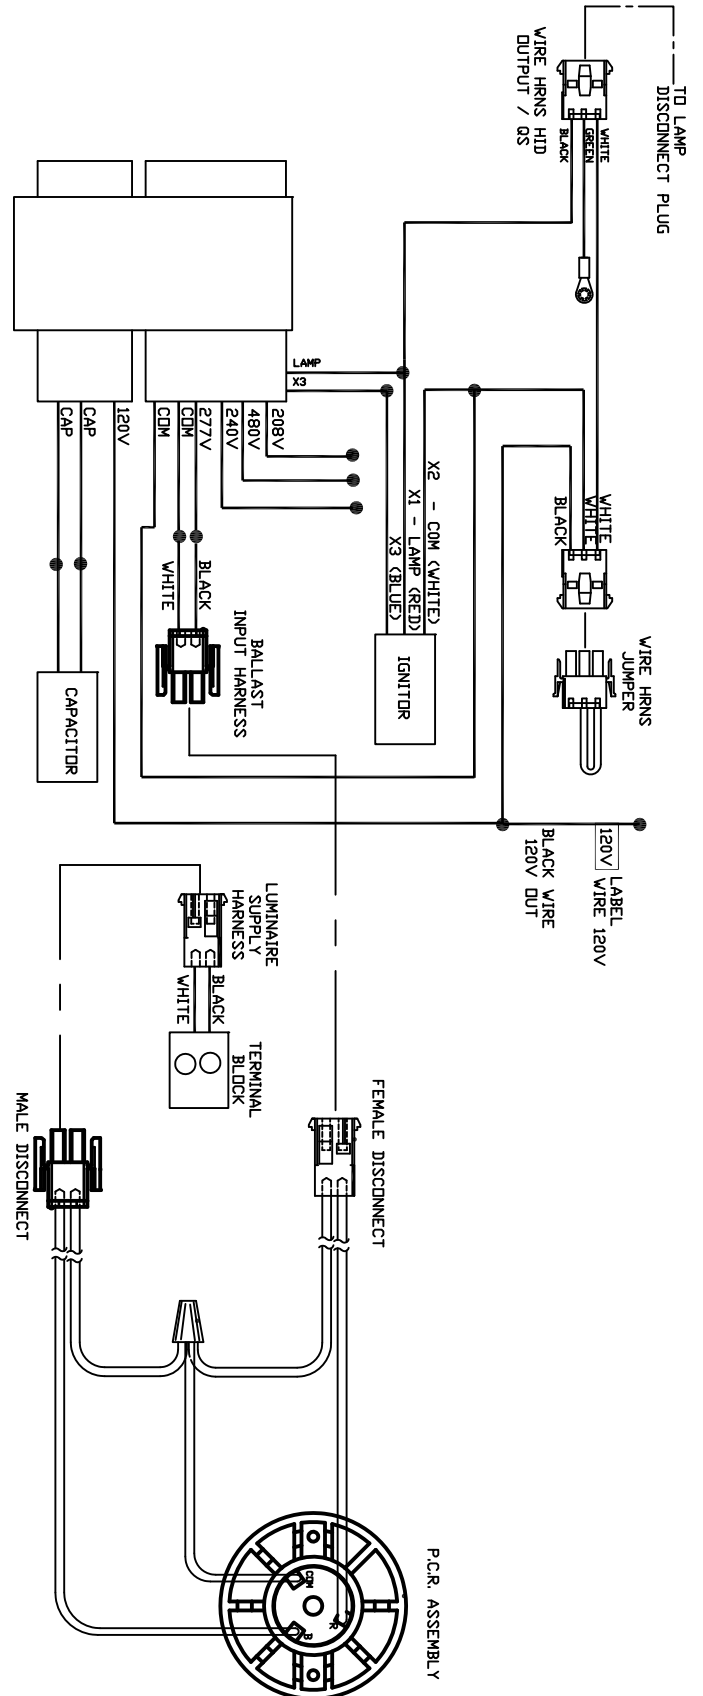 TO LAMP
DISCONNECT PLUG
WIRE HRNS HID
OUTPUT / QS
WHITE
GREEN
BLACK
LAMP
X3
208V
480V
240V
277V
COM
COM
120V
CAP
CAP
X2 - COM (WHITE)
X1 - LAMP (RED)
X3 (BLUE)
WHITE
WHITE
BLACK
BLACK
WHITE
BALLAST
INPUT HARNESS
IGNITOR
WIRE HRNS
JUMPER
CAPACITOR
120V
LABEL
WIRE 120V
BLACK WIRE
120V OUT
LUMINAIRE
SUPPLY
HARNESS
BLACK
WHITE
TERMINAL
BLOCK
FEMALE DISCONNECT
MALE DISCONNECT
P.C.R. ASSEMBLY
COM
R
B